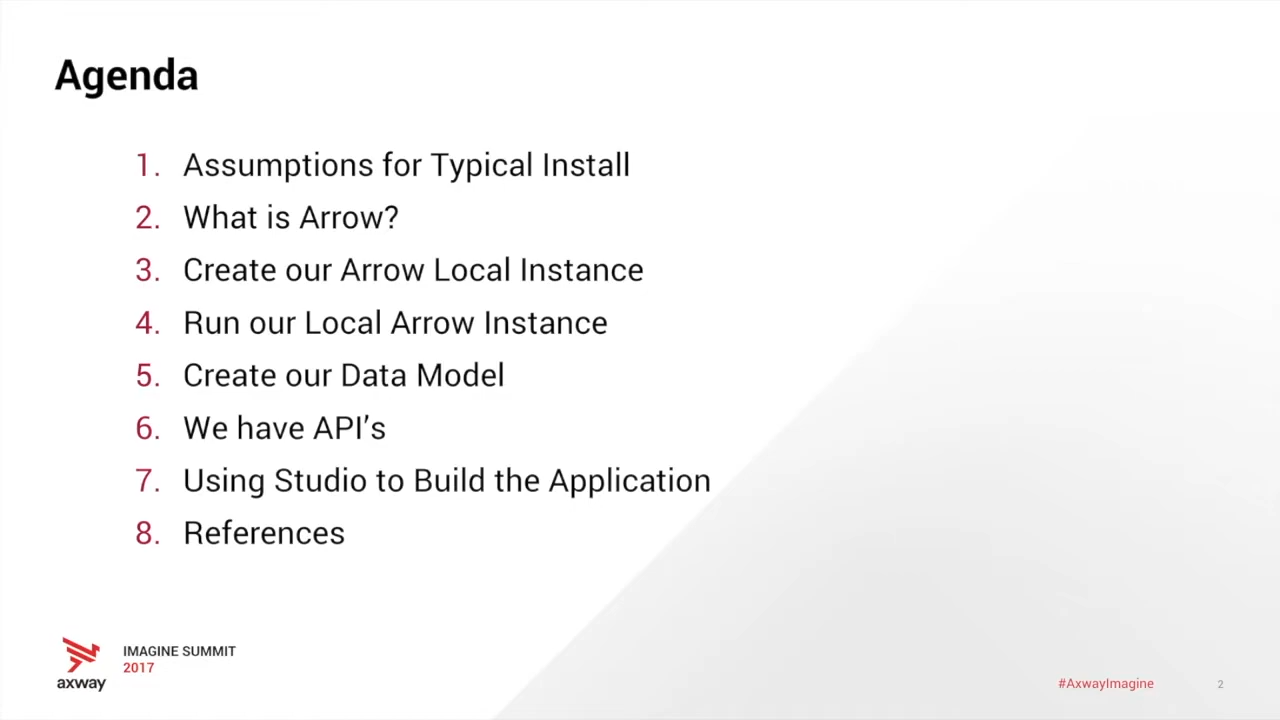 Agenda
1. Assumptions for Typical Install
2. What is Arrow?
3. Create our Arrow Local Instance
4. Run our Local Arrow Instance
5. Create our Data Model
6. We have API’s
7. Using Studio to Build the Application
8. References
axway
IMAGINE SUMMIT
2017
#AxwayImagine
2